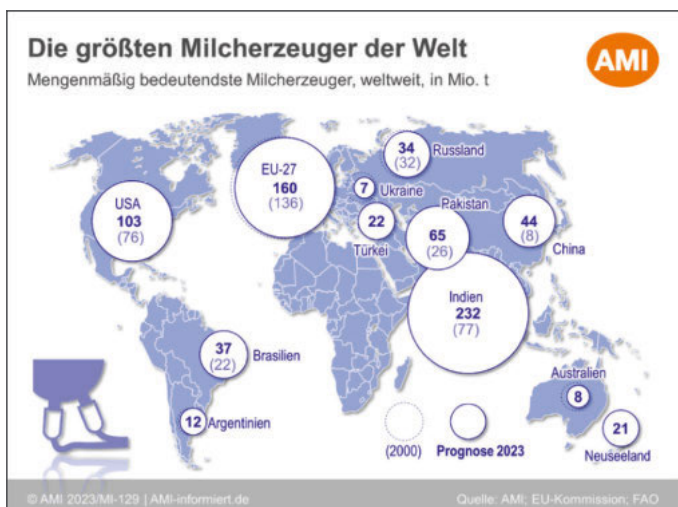 Die größten Milcherzeuger der Welt
Mengenmäßig bedeutendste Milcherzeuger, weltweit, in Mio. t
AMI
USA
103
(76)
EU-27
160
(136)
34
(32)
Russland
7
Ukraine
22
Türkei
Pakistan
65
(26)
44
(8)
China
Indien
232
(77)
37
(22)
Brasilien
12
Argentinien
Australien
8
21
Neuseeland
(2000)
Prognose 2023
© AMI 2023/MI-129 | AMI-informiert.de
Quelle: AMI; EU-Kommission; FAO